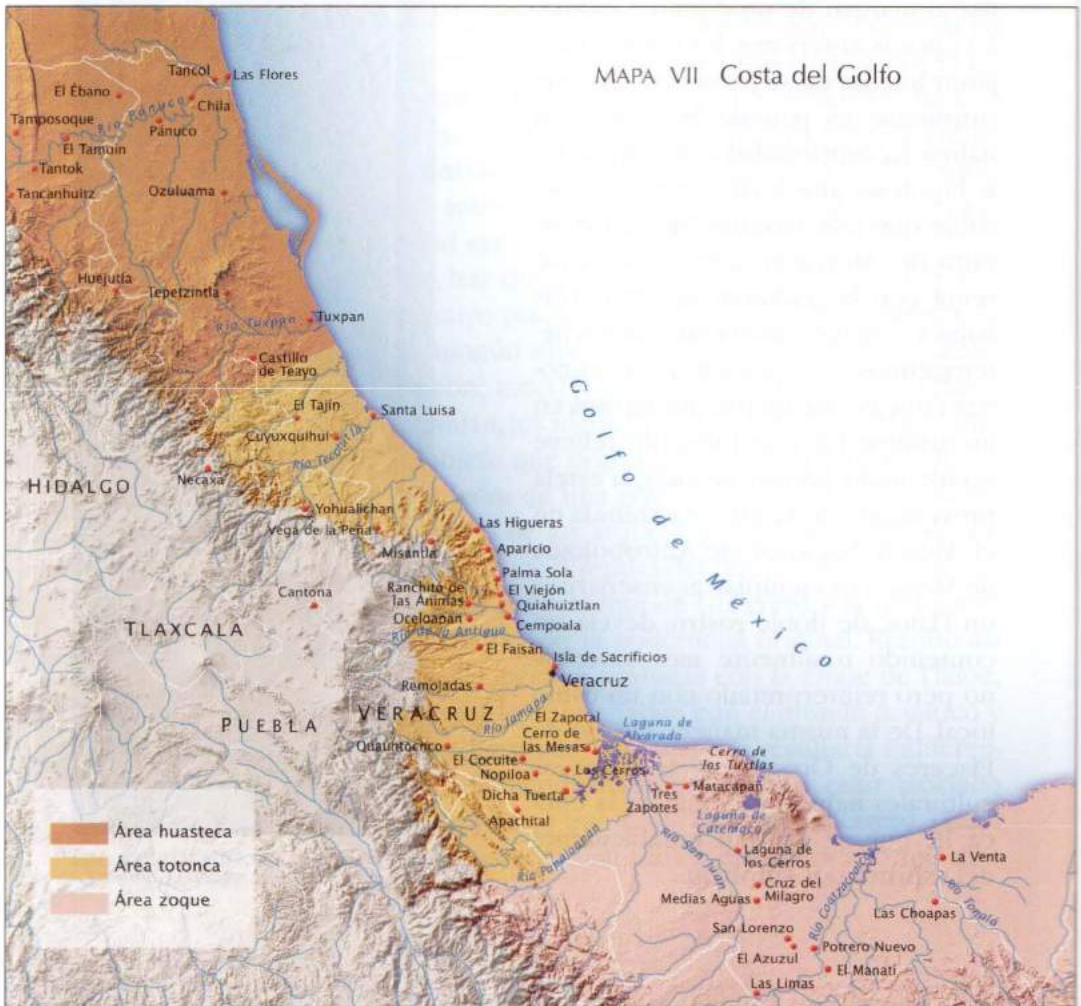 MAPA VII Costa del Golfo
Tancol
Las Flores
El Ébano
Chila
Río Pánuco
Tamposoque
Pánuco
El Tamuín
Tantok
Tancanhuitz
Ozuluama
Huejutla
Tepetzintla
Río Tuxpan
Tuxpan
Castillo
de Teayo
El Tajín
Santa Luisa
Cuyuxquihui
Río Tecolutla
Necaxa
HIDALGO
Golfo de México
Yohualichan
Vega de la Peña
Misantla
Las Higueras
Aparicio
Palma Sola
El Viejón
Quiahuiztlan
Cempoala
Ranchito de
las Ánimas
Oceloapan
Cantona
TLAXCALA
Río de la Antigua
El Faisán
Isla de Sacrificios
Veracruz
Remojadas
PUEBLA
VERACRUZ
Río Jamapa
El Zapotal
Laguna de
Alvarado
Cerro de
las Mesas
Quauhtochco
El Cocuite
Nopiloa
Los Cerros
Dicha Tuerta
Apachital
Cerro de
los Tuxtlas
Tres
Zapotes
Matacapan
Laguna de
Catemaco
Río Papaloapan
Río San Juan
Laguna de
los Cerros
Cruz del
Milagro
Medias Aguas
Río Coatzacoalcos
La Venta
Río Tonalá
Las Choapas
San Lorenzo
Potrero Nuevo
El Azuzul
El Manatí
Las Limas
Área huasteca
Área totonca
Área zoque